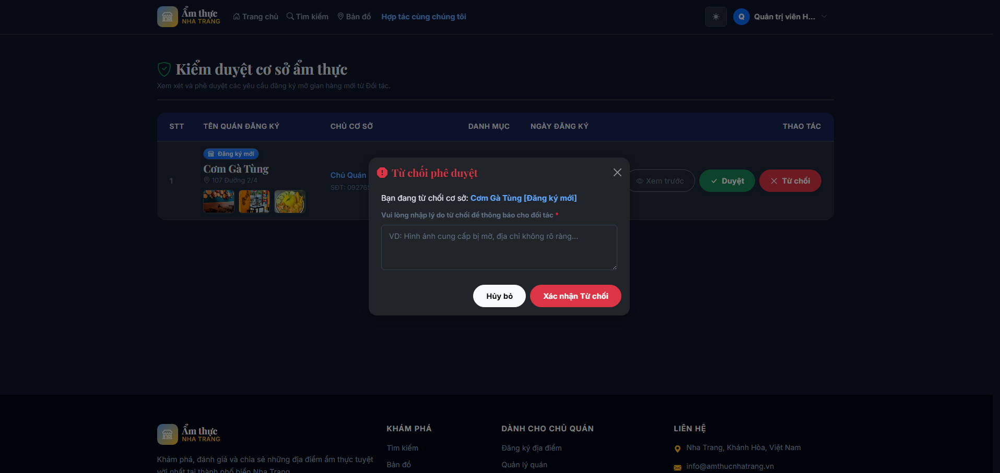 Ẩm thực
NHA TRANG
Trang chủ
Tìm kiếm
Bản đồ
Hợp tác cùng chúng tôi
Q
Quản trị viên H...
Kiểm duyệt cơ sở ẩm thực
Xem xét và phê duyệt các yêu cầu đăng ký mở gian hàng mới từ Đối tác.
STT
TÊN QUÁN ĐĂNG KÝ
CHỦ CƠ SỞ
DANH MỤC
NGÀY ĐĂNG KÝ
THAO TÁC
1
Đăng ký mới
Cơm Gà Tùng
107 Đường 2/4
Chủ Quán
SĐT: 092765
Xem trước
Duyệt
Từ chối
Từ chối phê duyệt
Bạn đang từ chối cơ sở: Cơm Gà Tùng [Đăng ký mới]
Vui lòng nhập lý do từ chối để thông báo cho đối tác *
VD: Hình ảnh cung cấp bị mờ, địa chỉ không rõ ràng...
Hủy bỏ
Xác nhận Từ chối
Ẩm thực
NHA TRANG
Khám phá, đánh giá và chia sẻ những địa điểm ẩm thực tuyệt
vời nhất tại thành phố biển Nha Trang
KHÁM PHÁ
Tìm kiếm
Bản đồ
DÀNH CHO CHỦ QUÁN
Đăng ký địa điểm
Quản lý quán
LIÊN HỆ
Nha Trang, Khánh Hòa, Việt Nam
info@amthucnhatrang.vn